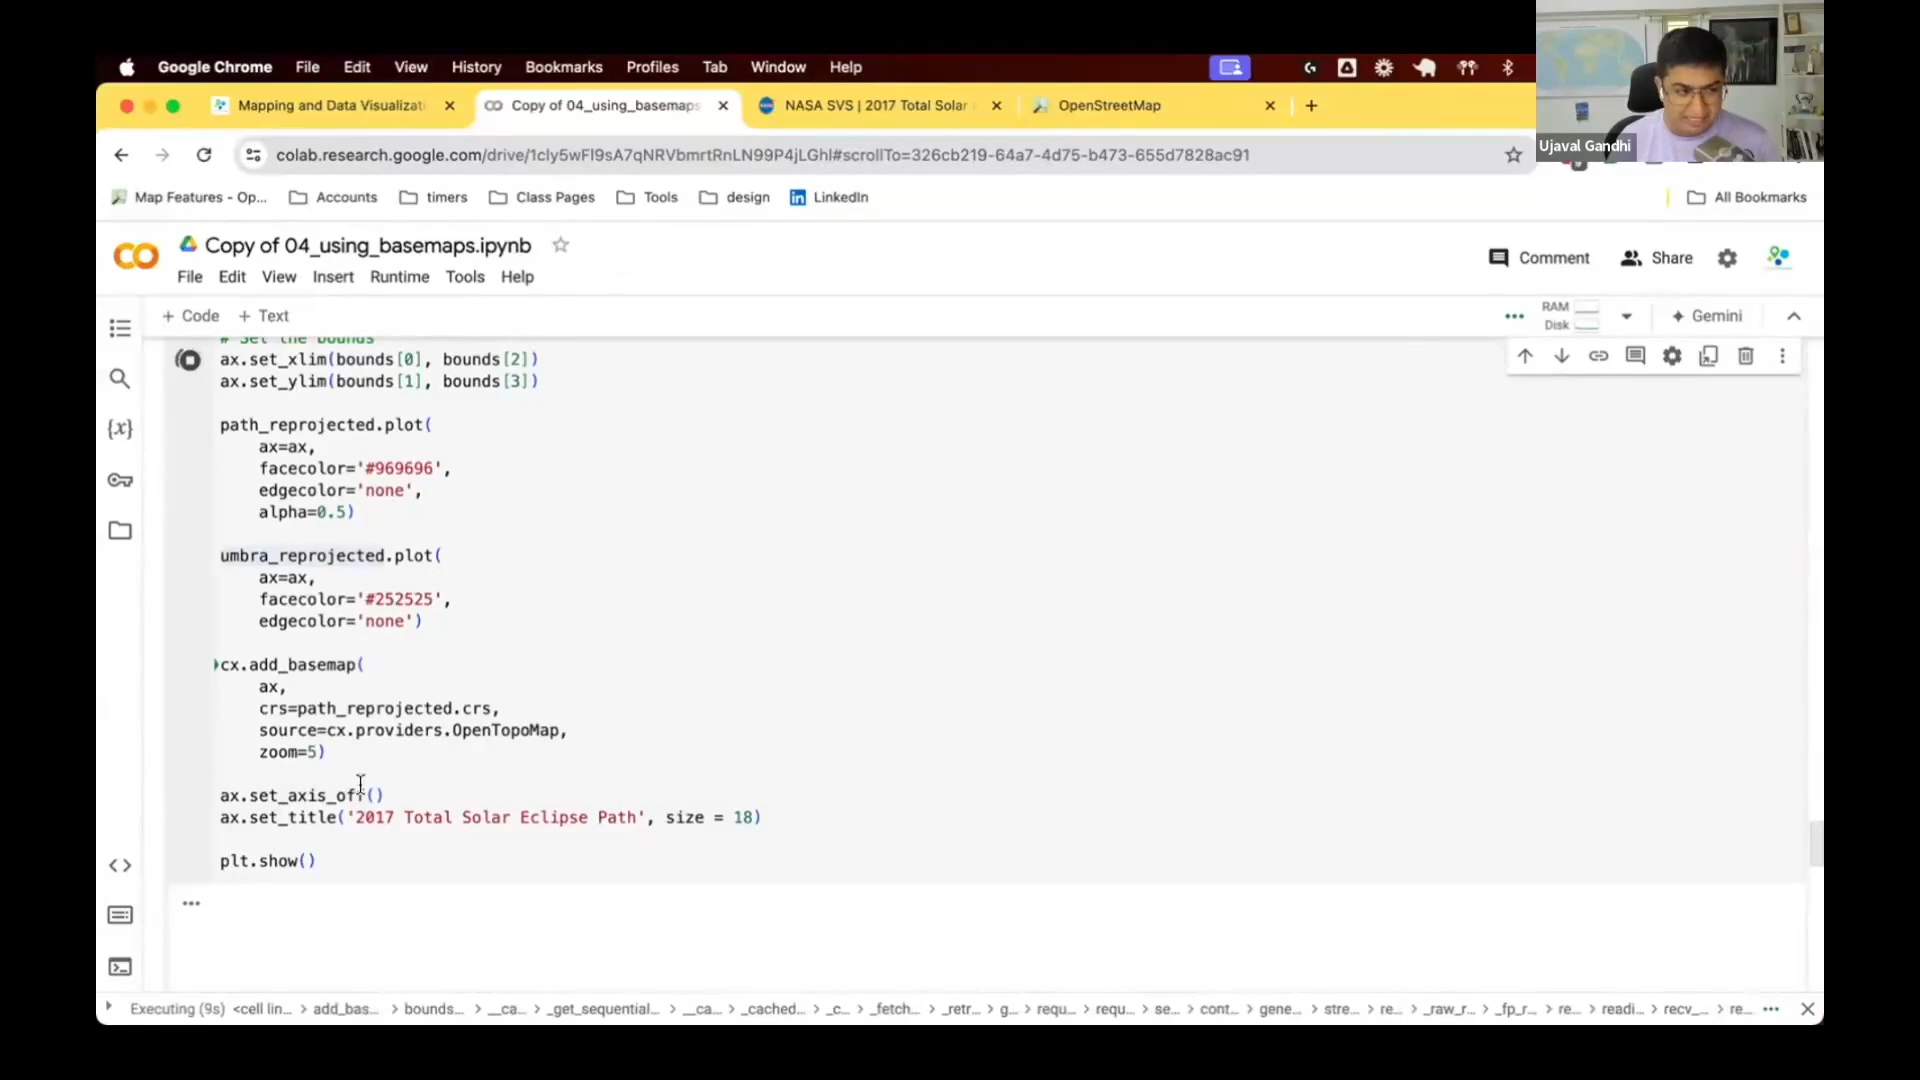 Google Chrome File Edit View History Bookmarks Profiles Tab Window Help
Mapping and Data Visualizati
Copy of 04_using_basemaps
NASA SVS | 2017 Total Solar
OpenStreetMap
Ujaval Gandhi
colab.research.google.com/drive/1cIy5wFl9sA7qNRVbmrtRnLN99P4jLGhl#scrollTo=326cb219-64a7-4d75-b473-655d7828ac91
Map Features - Op... Accounts timers Class Pages Tools design LinkedIn All Bookmarks
Copy of 04_using_basemaps.ipynb
File Edit View Insert Runtime Tools Help
Comment Share
+ Code + Text
RAM
Disk
Gemini
# Set the bounds
ax.set_xlim(bounds[0], bounds[2])
ax.set_ylim(bounds[1], bounds[3])
path_reprojected.plot(
ax=ax,
facecolor='#969696',
edgecolor='none',
alpha=0.5)
umbra_reprojected.plot(
ax=ax,
facecolor='#252525',
edgecolor='none')
cx.add_basemap(
ax,
crs=path_reprojected.crs,
source=cx.providers.OpenTopoMap,
zoom=5)
ax.set_axis_off()
ax.set_title('2017 Total Solar Eclipse Path', size = 18)
plt.show()
...
Executing (9s) <cell lin... > add_bas... > bounds... > __ca... > _get_sequential... > __ca... > _cached... > _c... > _fetch... > _retr... > g... > requ... > requ... > se... > cont... > gene... > stre... > re... > _raw_r... > _fp_r... > re... > readi... > recv_... > re... ...